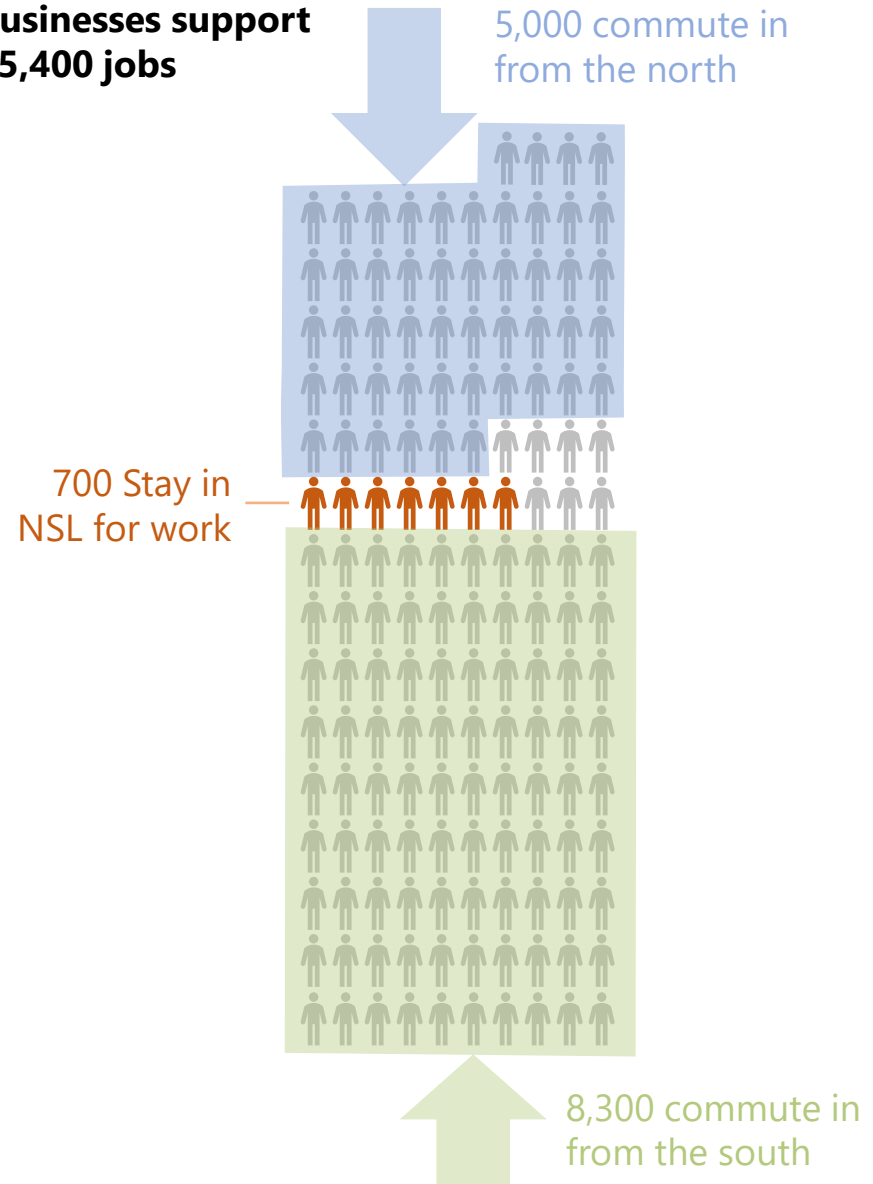 usinesses support
5,400 jobs
5,000 commute in
from the north
700 Stay in
NSL for work
8,300 commute in
from the south